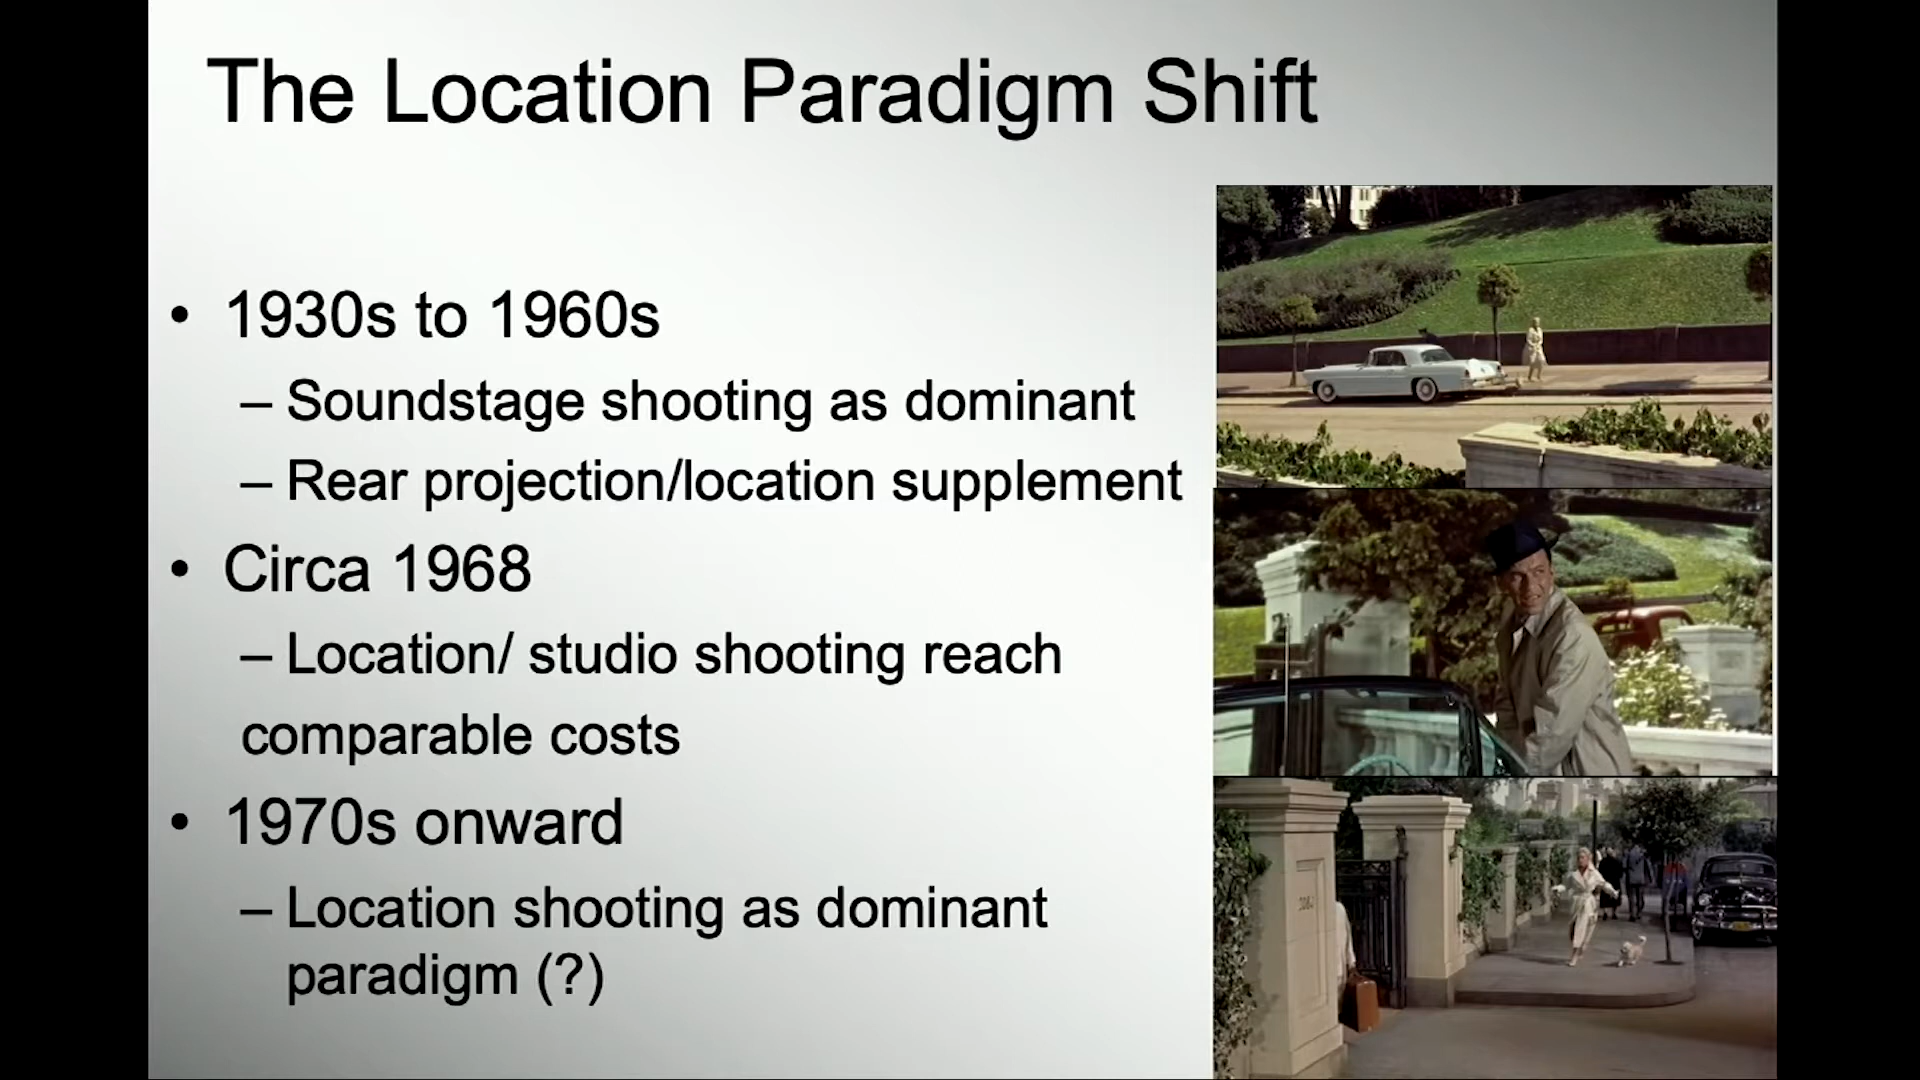 The Location Paradigm Shift
• 1930s to 1960s
– Soundstage shooting as dominant
– Rear projection/location supplement
• Circa 1968
– Location/ studio shooting reach
comparable costs
• 1970s onward
– Location shooting as dominant
paradigm (?)